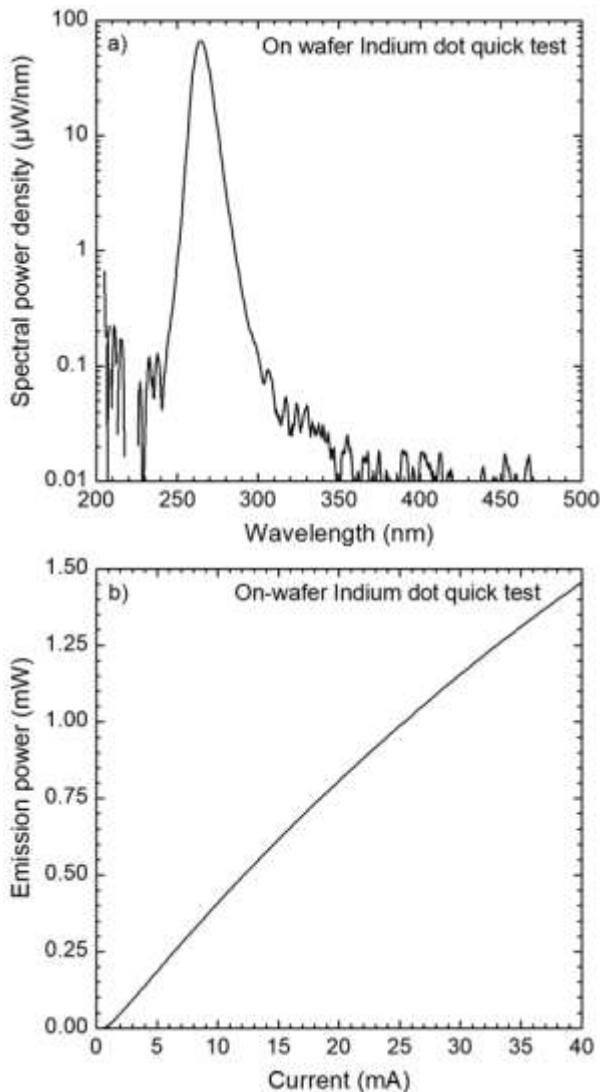 a) On wafer Indium dot quick test
Spectral power density (µW/nm)
100
10
1
0.1
0.01
200 250 300 350 400 450 500
Wavelength (nm)
b) On-wafer Indium dot quick test
Emission power (mW)
1.50
1.25
1.00
0.75
0.50
0.25
0.00
0 5 10 15 20 25 30 35 40
Current (mA)